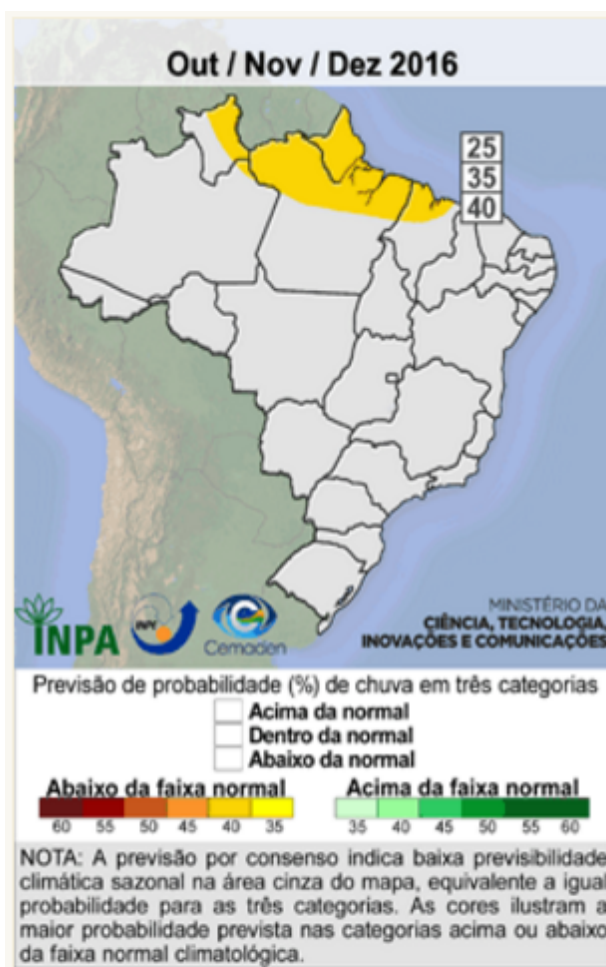 Out / Nov / Dez 2016
25
35
40
INPA
INPE
Cemaden
MINISTÉRIO DA
CIÊNCIA, TECNOLOGIA,
INOVAÇÕES E COMUNICAÇÕES
Previsão de probabilidade (%) de chuva em três categorias
Acima da normal
Dentro da normal
Abaixo da normal
Abaixo da faixa normal Acima da faixa normal
60 55 50 45 40 35 35 40 45 50 55 60
NOTA: A previsão por consenso indica baixa previsibilidade
climática sazonal na área cinza do mapa, equivalente a igual
probabilidade para as três categorias. As cores ilustram a
maior probabilidade prevista nas categorias acima ou abaixo
da faixa normal climatológica.